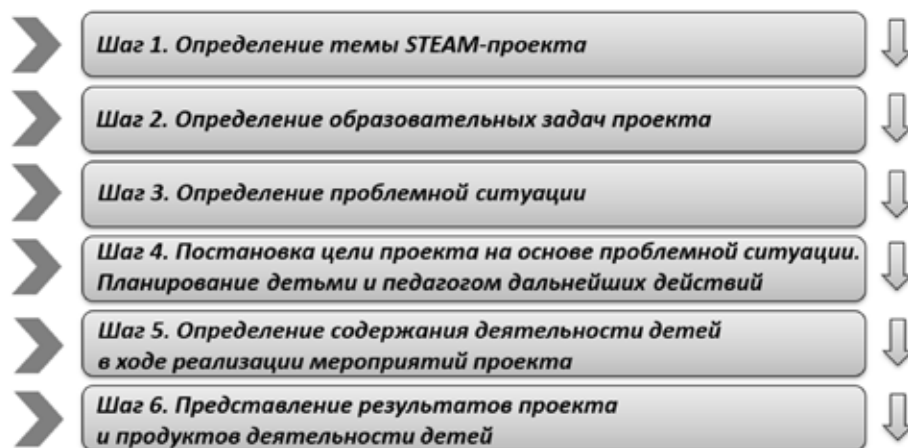 Шаг 1. Определение темы STEAM-проекта
Шаг 2. Определение образовательных задач проекта
Шаг 3. Определение проблемной ситуации
Шаг 4. Постановка цели проекта на основе проблемной ситуации.
Планирование детьми и педагогом дальнейших действий
Шаг 5. Определение содержания деятельности детей
в ходе реализации мероприятий проекта
Шаг 6. Представление результатов проекта
и продуктов деятельности детей